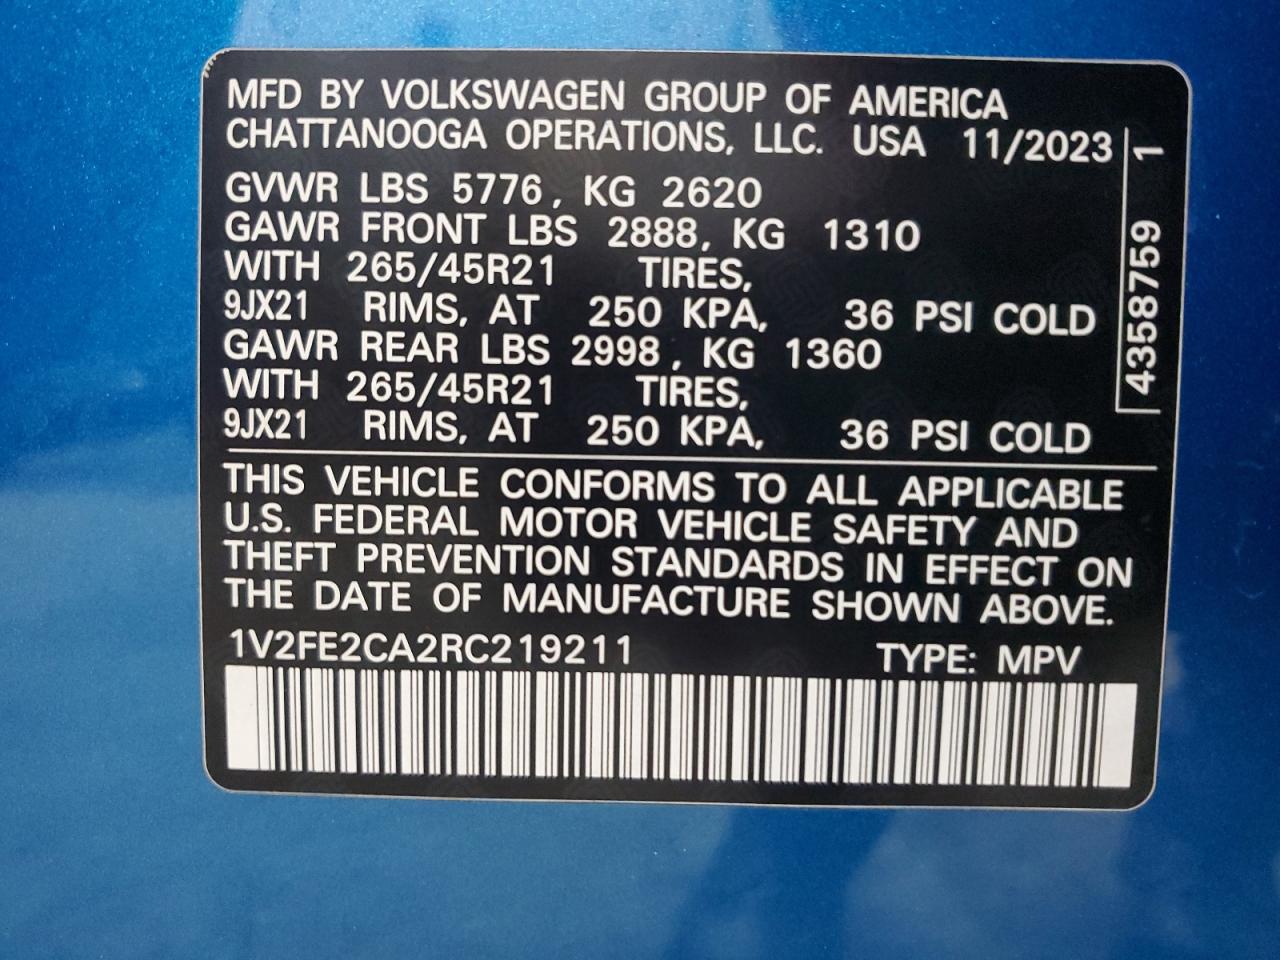 MFD BY VOLKSWAGEN GROUP OF AMERICA
CHATTANOOGA OPERATIONS, LLC. USA 11/2023
GVWR LBS 5776, KG 2620
GAWR FRONT LBS 2888, KG 1310
WITH 265/45R21 TIRES,
9JX21 RIMS, AT 250 KPA, 36 PSI COLD
GAWR REAR LBS 2998, KG 1360
WITH 265/45R21 TIRES,
9JX21 RIMS, AT 250 KPA, 36 PSI COLD
4358759 1
THIS VEHICLE CONFORMS TO ALL APPLICABLE
U.S. FEDERAL MOTOR VEHICLE SAFETY AND
THEFT PREVENTION STANDARDS IN EFFECT ON
THE DATE OF MANUFACTURE SHOWN ABOVE.
1V2FE2CA2RC219211 TYPE: MPV